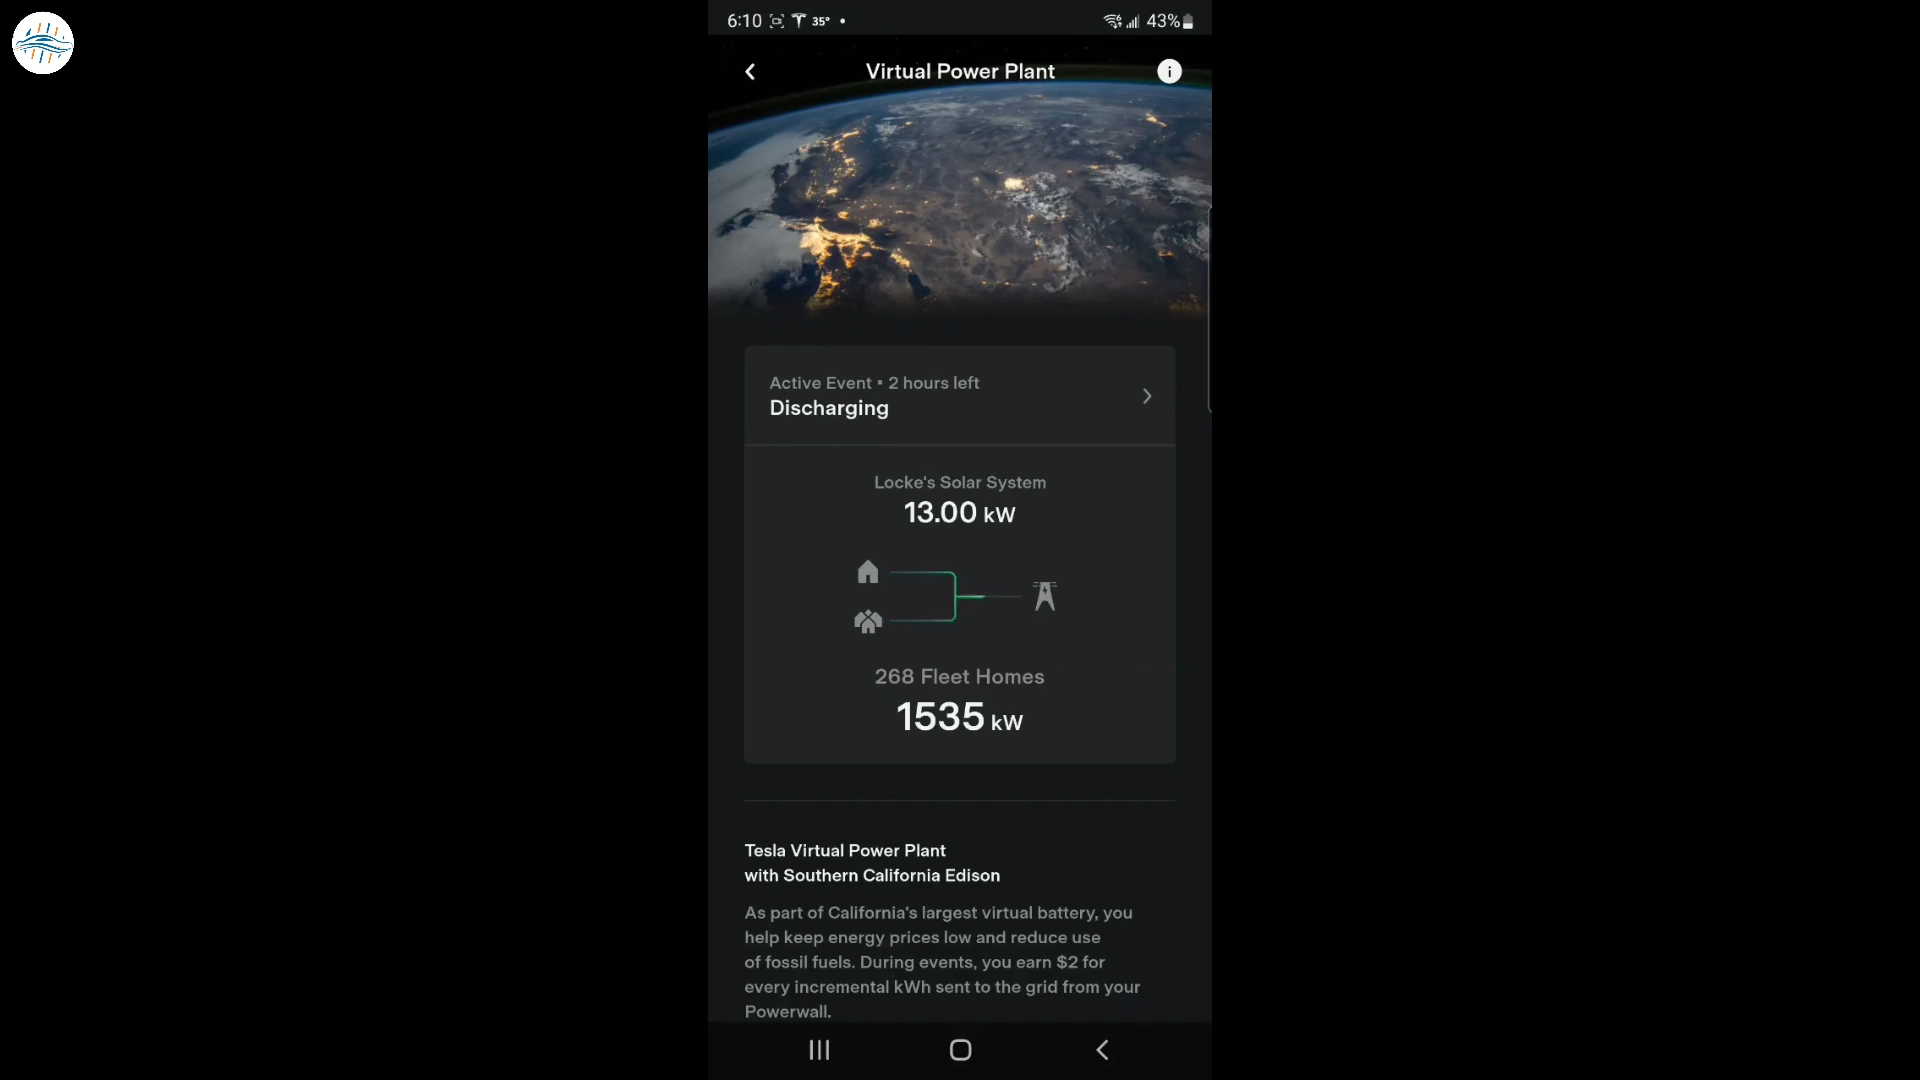 6:10 35° 43%
Virtual Power Plant
Active Event • 2 hours left
Discharging
Locke's Solar System
13.00 kW
268 Fleet Homes
1535 kW
Tesla Virtual Power Plant
with Southern California Edison
As part of California's largest virtual battery, you
help keep energy prices low and reduce use
of fossil fuels. During events, you earn $2 for
every incremental kWh sent to the grid from your
Powerwall.